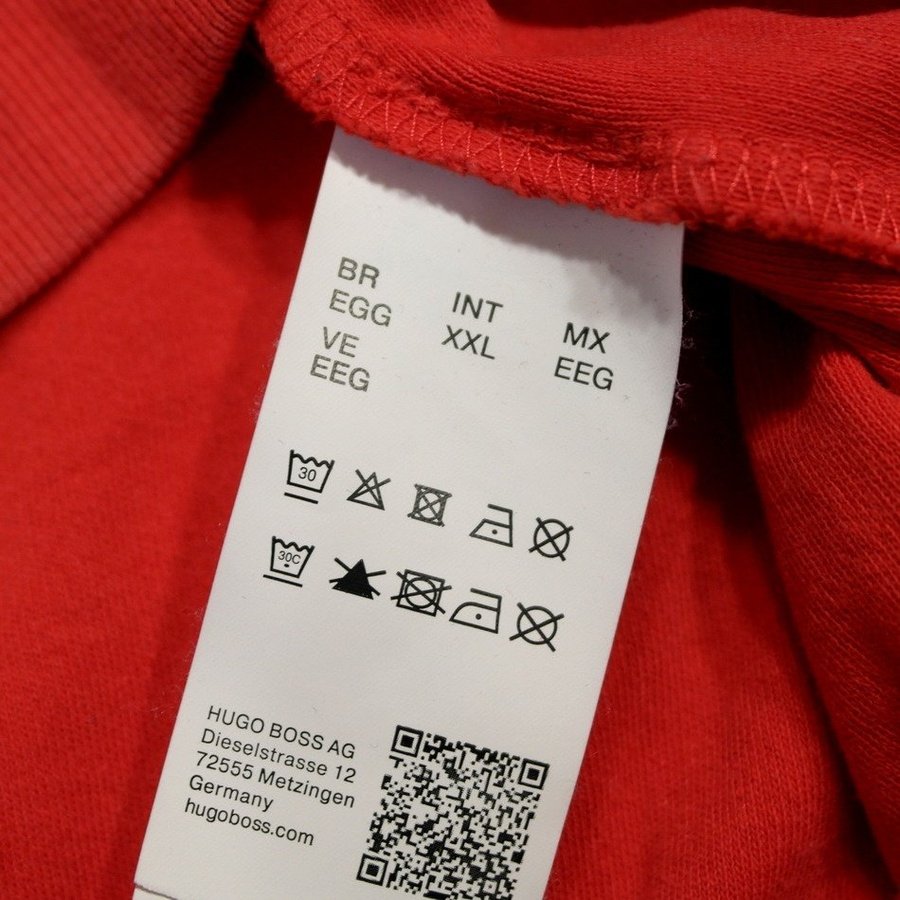 BR
EGG
VE
EEG
INT
XXL
MX
EEG
30
30C
HUGO BOSS AG
Dieselstrasse 12
72555 Metzingen
Germany
hugoboss.com